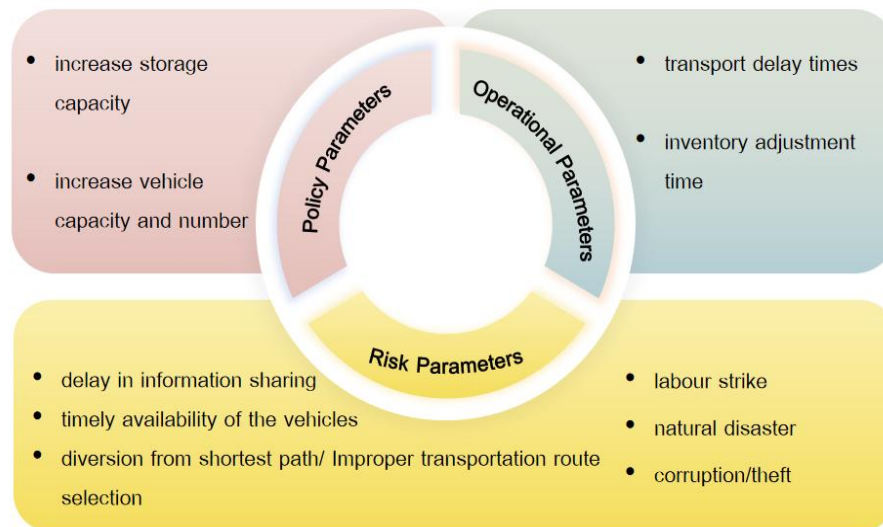 • increase storage
capacity
• increase vehicle
capacity and number
Policy Parameters
Operational Parameters
• transport delay times
• inventory adjustment
time
Risk Parameters
• delay in information sharing
• timely availability of the vehicles
• diversion from shortest path/ Improper transportation route
selection
• labour strike
• natural disaster
• corruption/theft